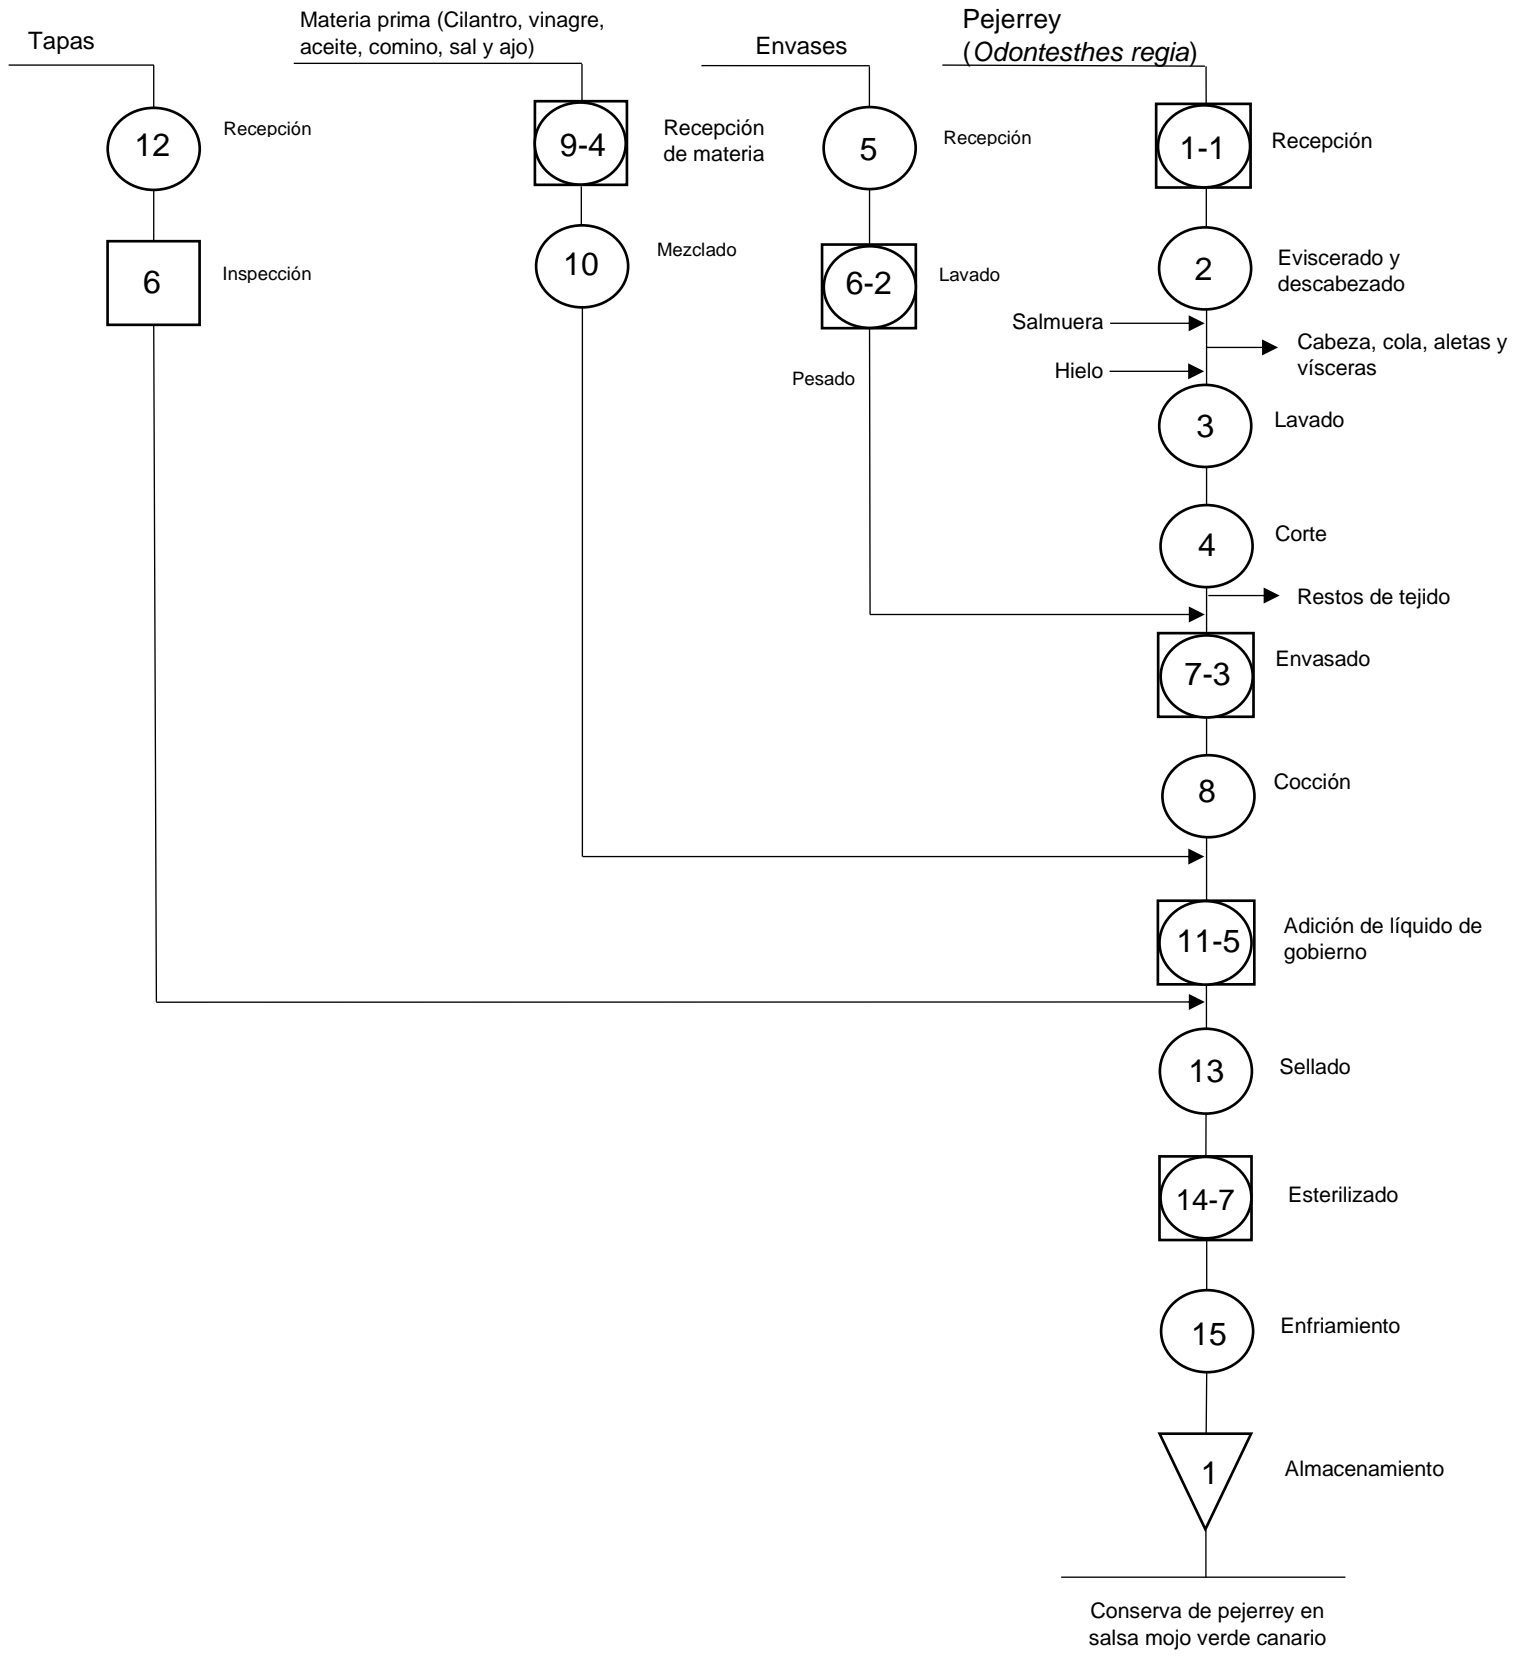 Tapas
Materia prima (Cilantro, vinagre,
aceite, comino, sal y ajo)
Envases
Pejerrey
(Odontesthes regia)
12
Recepción
9-4
Recepción
de materia
5
Recepción
1-1
Recepción
6
Inspección
10
Mezclado
6-2
Lavado
2
Eviscerado y
descabezado
Salmuera
Cabeza, cola, aletas y
vísceras
Hielo
Pesado
3
Lavado
4
Corte
Restos de tejido
7-3
Envasado
8
Cocción
11-5
Adición de líquido de
gobierno
13
Sellado
14-7
Esterilizado
15
Enfriamiento
1
Almacenamiento
Conserva de pejerrey en
salsa mojo verde canario